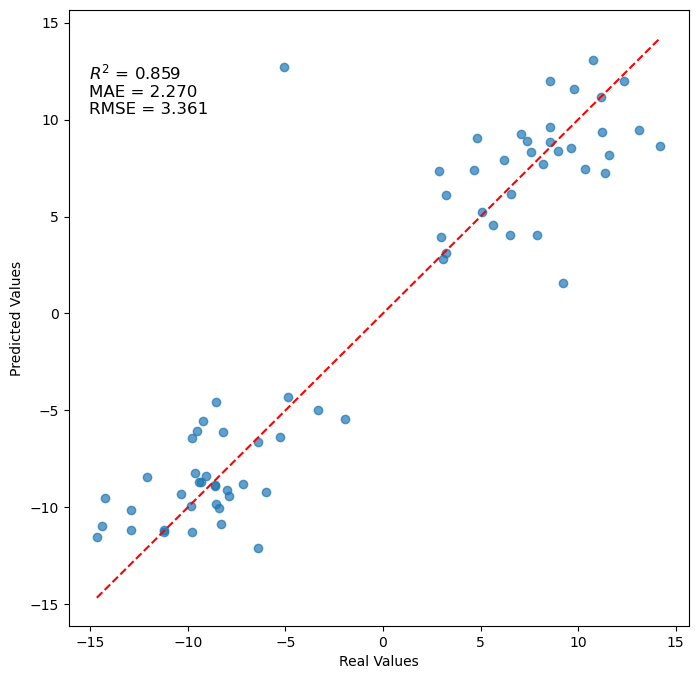 R² = 0.859
MAE = 2.270
RMSE = 3.361
15
10
5
0
−5
−10
−15
Predicted Values
−15 −10 −5 0 5 10 15
Real Values